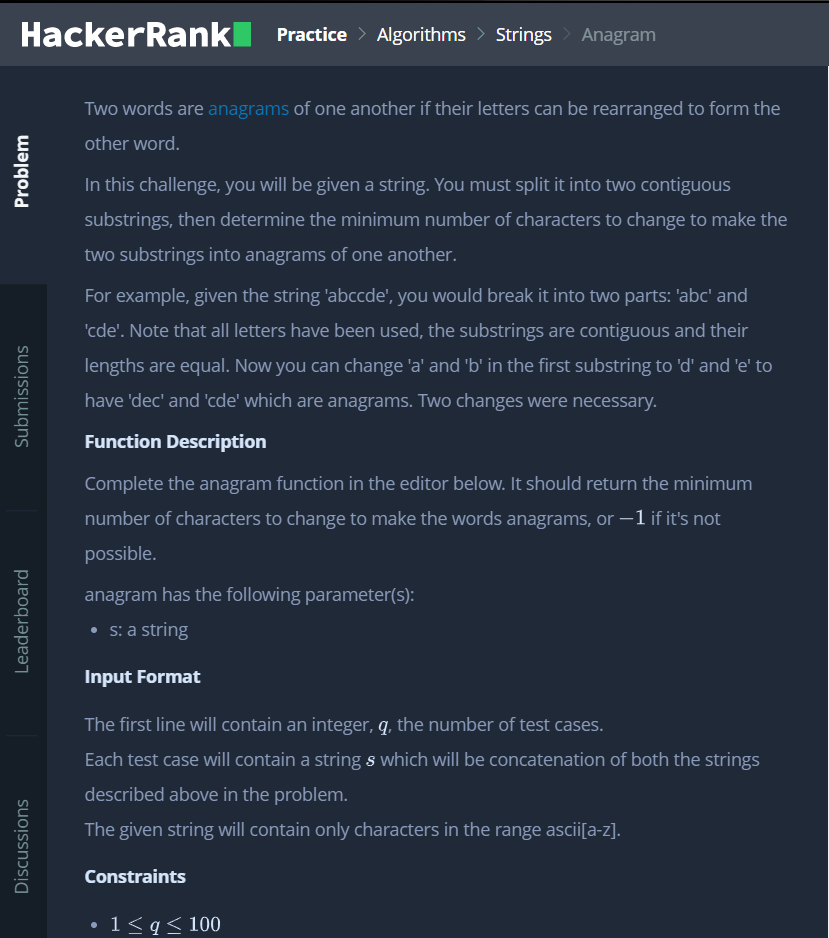 HackerRank Practice > Algorithms > Strings > Anagram
Problem
Submissions
Leaderboard
Discussions
Two words are anagrams of one another if their letters can be rearranged to form the
other word.
In this challenge, you will be given a string. You must split it into two contiguous
substrings, then determine the minimum number of characters to change to make the
two substrings into anagrams of one another.
For example, given the string 'abccde', you would break it into two parts: 'abc' and
'cde'. Note that all letters have been used, the substrings are contiguous and their
lengths are equal. Now you can change 'a' and 'b' in the first substring to 'd' and 'e' to
have 'dec' and 'cde' which are anagrams. Two changes were necessary.
Function Description
Complete the anagram function in the editor below. It should return the minimum
number of characters to change to make the words anagrams, or −1 if it's not
possible.
anagram has the following parameter(s):
• s: a string
Input Format
The first line will contain an integer, q, the number of test cases.
Each test case will contain a string s which will be concatenation of both the strings
described above in the problem.
The given string will contain only characters in the range ascii[a-z].
Constraints
• 1 ≤ q ≤ 100